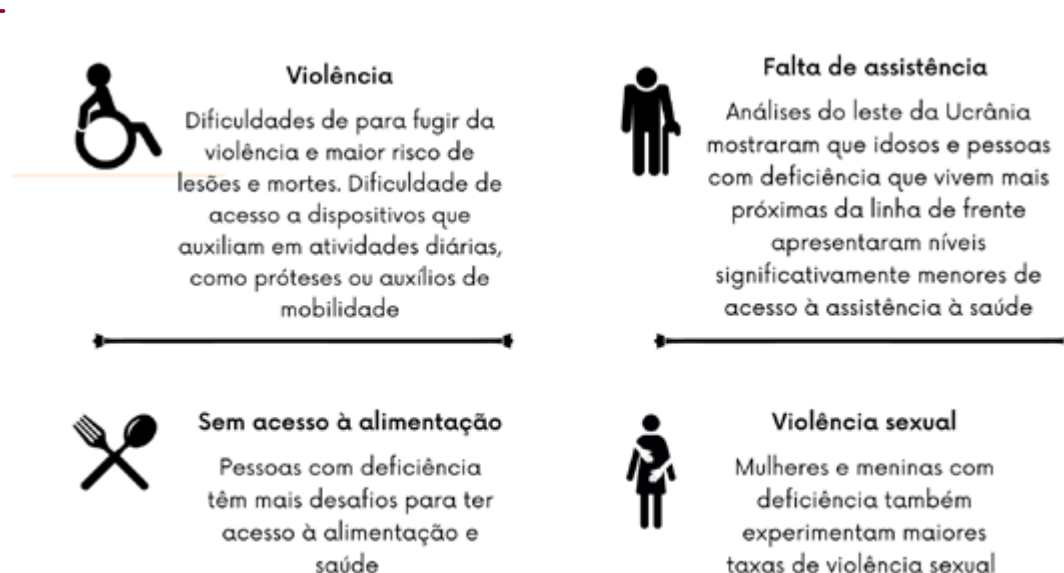 Violência
Dificuldades de para fugir da
violência e maior risco de
lesões e mortes. Dificuldade de
acesso a dispositivos que
auxiliam em atividades diárias,
como próteses ou auxílios de
mobilidade
Falta de assistência
Análises do leste da Ucrânia
mostraram que idosos e pessoas
com deficiência que vivem mais
próximas da linha de frente
apresentaram níveis
significativamente menores de
acesso à assistência à saúde
Sem acesso à alimentação
Pessoas com deficiência
têm mais desafios para ter
acesso à alimentação e
saúde
Violência sexual
Mulheres e meninas com
deficiência também
experimentam maiores
taxas de violência sexual